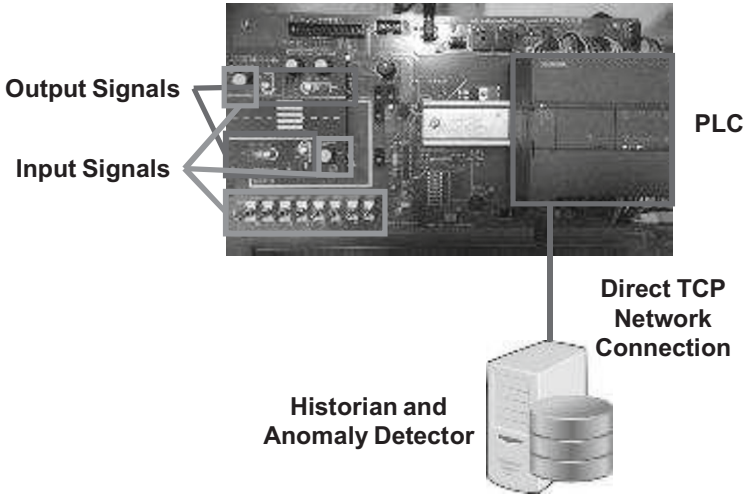 Output Signals
Input Signals
PLC
Direct TCP
Network
Connection
Historian and
Anomaly Detector